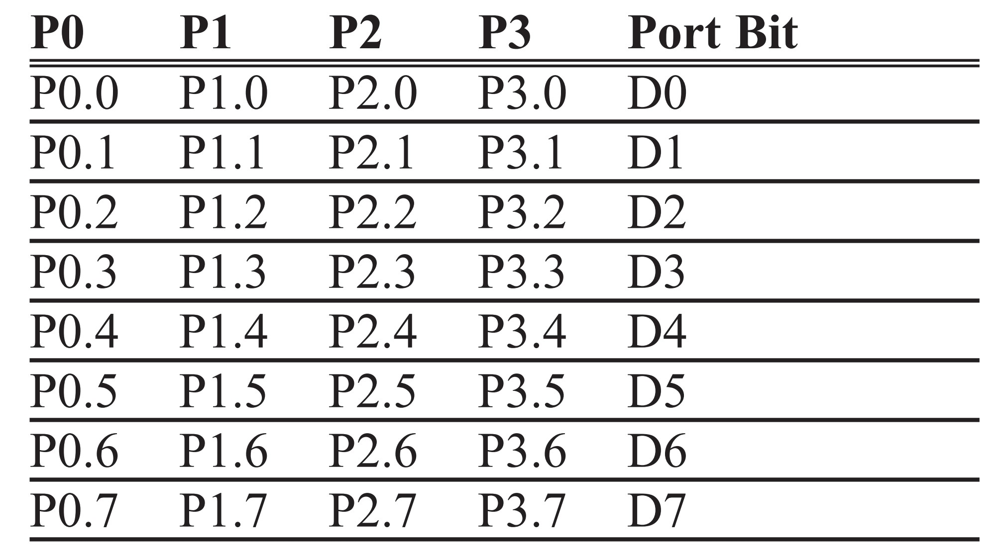 P0 P1 P2 P3 Port Bit
P0.0 P1.0 P2.0 P3.0 D0
P0.1 P1.1 P2.1 P3.1 D1
P0.2 P1.2 P2.2 P3.2 D2
P0.3 P1.3 P2.3 P3.3 D3
P0.4 P1.4 P2.4 P3.4 D4
P0.5 P1.5 P2.5 P3.5 D5
P0.6 P1.6 P2.6 P3.6 D6
P0.7 P1.7 P2.7 P3.7 D7